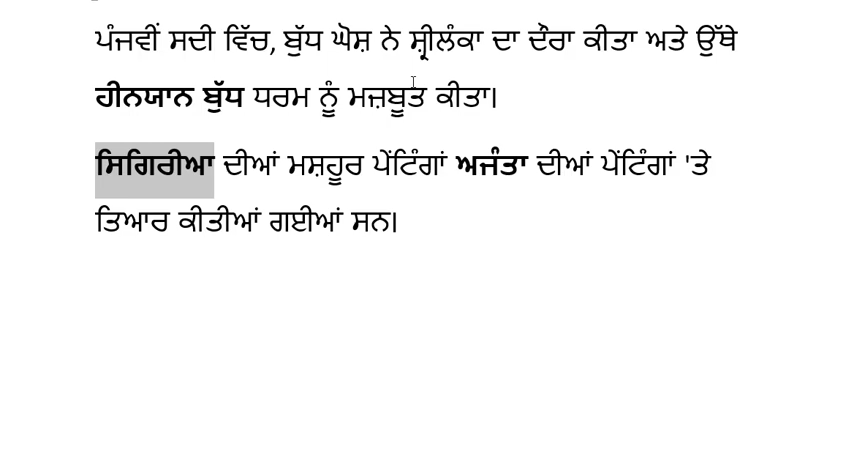 ਪੰਜਵੀਂ ਸਦੀ ਵਿੱਚ, ਬੁੱਧ ਘੋਸ਼ ਨੇ ਸ਼੍ਰੀਲੰਕਾ ਦਾ ਦੌਰਾ ਕੀਤਾ ਅਤੇ ਉੱਥੇ
ਹੀਨਯਾਨ ਬੁੱਧ ਧਰਮ ਨੂੰ ਮਜ਼ਬੂਤ ਕੀਤਾ।
ਸਿਗਿਰੀਆ ਦੀਆਂ ਮਸ਼ਹੂਰ ਪੇਂਟਿੰਗਾਂ ਅਜੰਤਾ ਦੀਆਂ ਪੇਂਟਿੰਗਾਂ 'ਤੇ
ਤਿਆਰ ਕੀਤੀਆਂ ਗਈਆਂ ਸਨ।